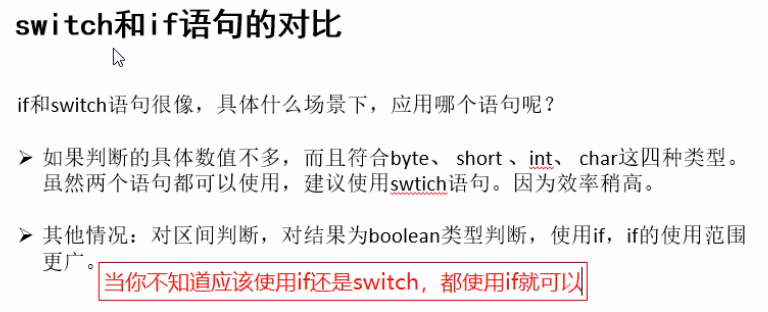 switch和if语句的对比
if和switch语句很像，具体什么场景下，应用哪个语句呢？
➢ 如果判断的具体数值不多，而且符合byte、 short 、int、 char这四种类型。
虽然两个语句都可以使用，建议使用swtich语句。因为效率稍高。
➢ 其他情况：对区间判断，对结果为boolean类型判断，使用if，if的使用范围
更广。
当你不知道应该使用if还是switch，都使用if就可以